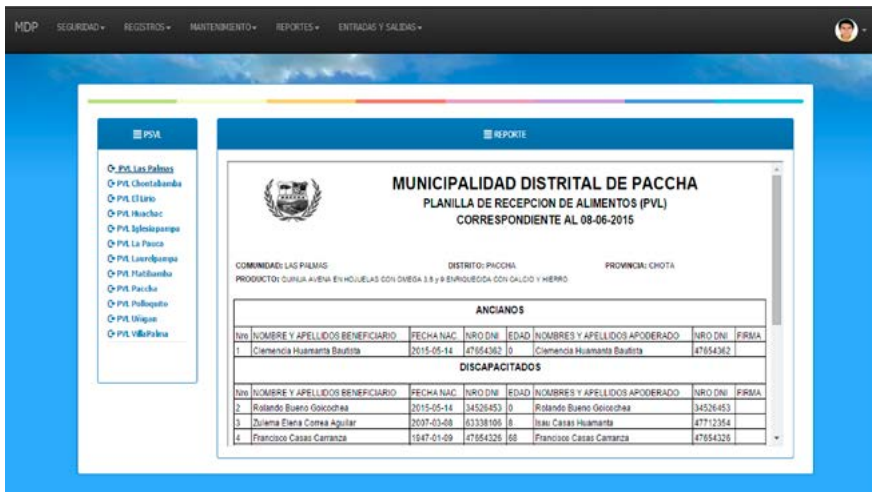 MDP SEGURIDAD REGISTROS MANTENIMIENTO REPORTES ENTRADAS Y SALIDAS
PSVL
PVL Las Palmas
PVL Chontabamba
PVL El Lirio
PVL Huachac
PVL Iglesiapampa
PVL La Pauca
PVL Laurelpampa
PVL Matibamba
PVL Paccha
PVL Polloquito
PVL Uñigan
PVL VillaPalma
REPORTE
MUNICIPALIDAD DISTRITAL DE PACCHA
PLANILLA DE RECEPCION DE ALIMENTOS (PVL)
CORRESPONDIENTE AL 08-06-2015
COMUNIDAD: LAS PALMAS DISTRITO: PACCHA PROVINCIA: CHOTA
PRODUCTO: QUINUA AVENA EN HOJUELAS CON OMEGA 3.6 y 9 ENRIQUECIDA CON CALCIO Y HIERRO
ANCIANOS
Nro NOMBRE Y APELLIDOS BENEFICIARIO FECHA NAC. NRO DNI EDAD NOMBRES Y APELLIDOS APODERADO NRO DNI FIRMA
1 Clemencia Huamanta Bautista 2015-05-14 47654362 0 Clemencia Huamanta Bautista 47654362
DISCAPACITADOS
Nro NOMBRE Y APELLIDOS BENEFICIARIO FECHA NAC. NRO DNI EDAD NOMBRES Y APELLIDOS APODERADO NRO DNI FIRMA
2 Rolando Bueno Goicochea 2015-05-14 34526453 0 Rolando Bueno Goicochea 34526453
3 Zulema Elena Correa Aguilar 2007-03-08 63338106 8 Isau Casas Huamanta 47712354
4 Francisco Casas Carranza 1947-01-09 47654326 68 Francisco Casas Carranza 47654326